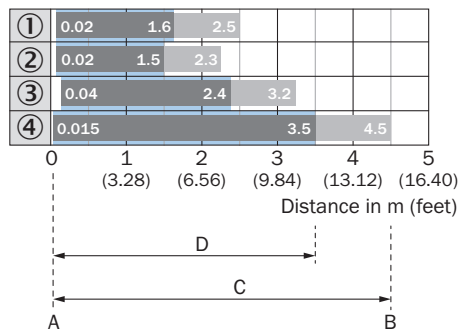 ① 0.02 1.6 2.5
② 0.02 1.5 2.3
③ 0.04 2.4 3.2
④ 0.015 3.5 4.5
0 1 2 3 4 5
(3.28) (6.56) (9.84) (13.12) (16.40)
Distance in m (feet)
D
C
A B